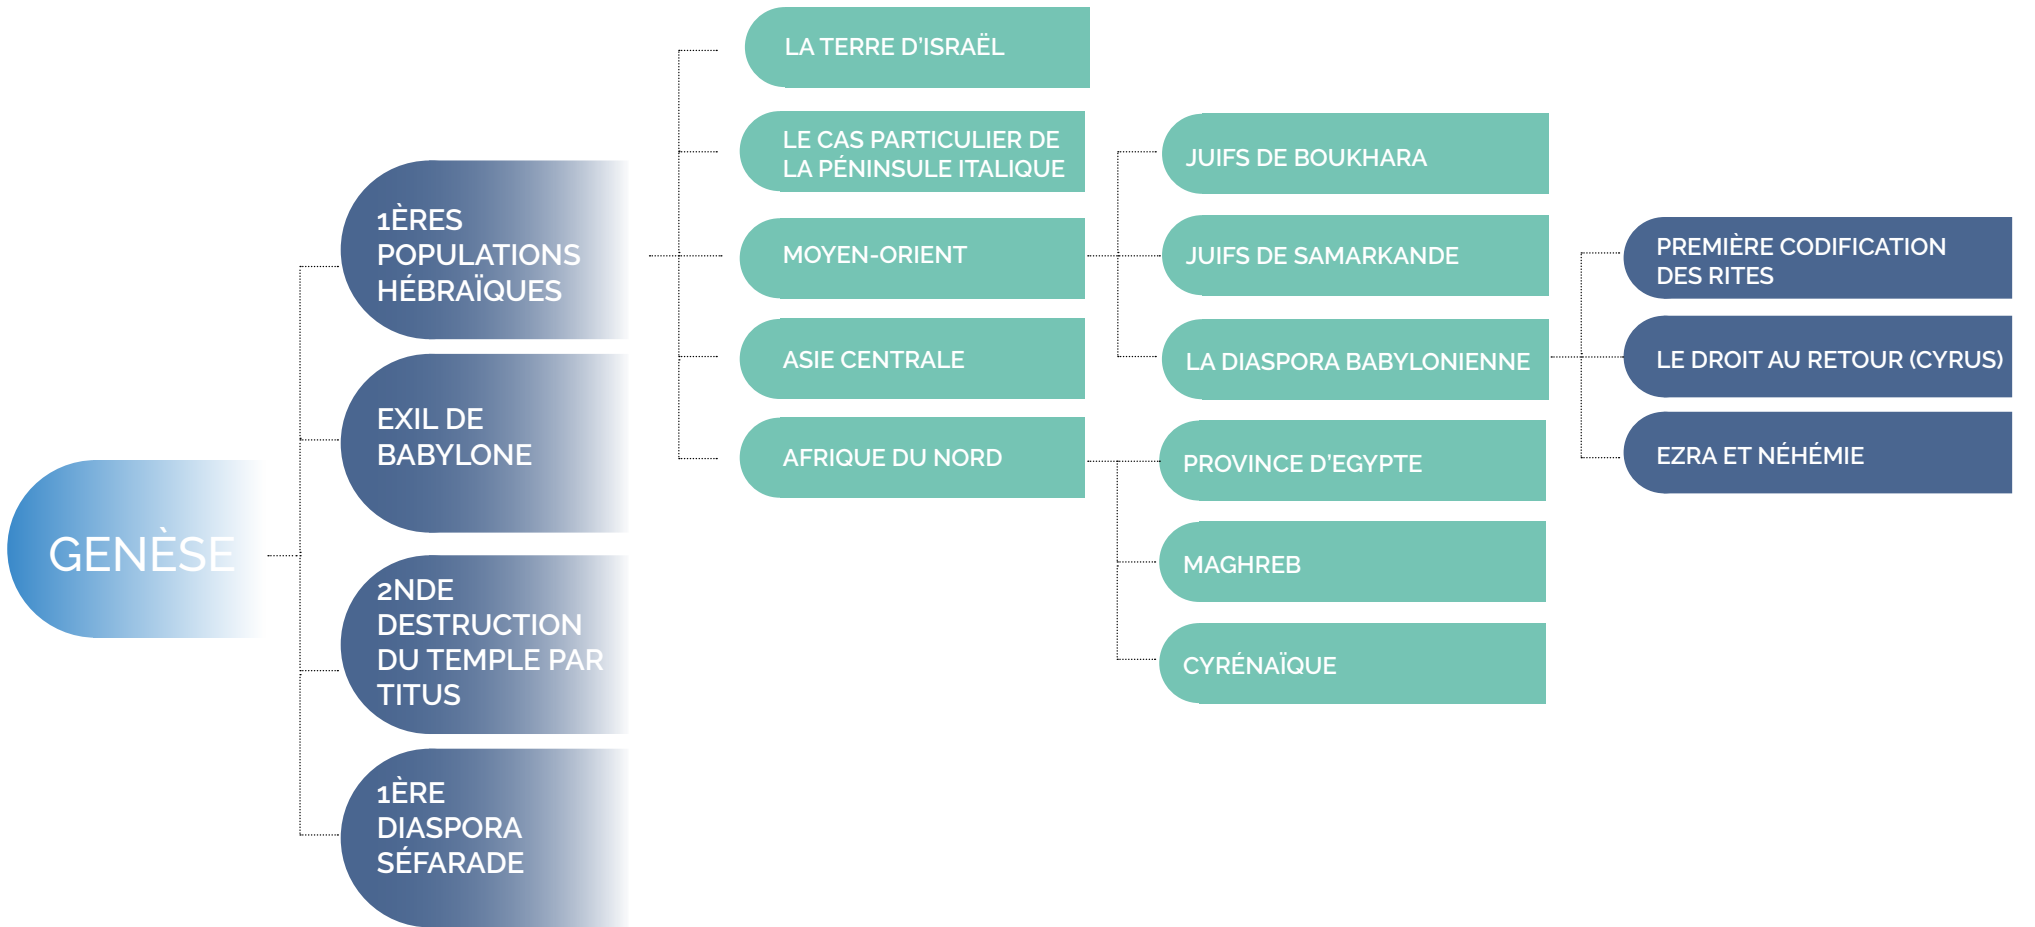 GENÈSE
1ÈRES
POPULATIONS
HÉBRAÏQUES
EXIL DE
BABYLONE
2NDE
DESTRUCTION
DU TEMPLE PAR
TITUS
1ÈRE
DIASPORA
SÉFARADE
LA TERRE D'ISRAËL
LE CAS PARTICULIER DE
LA PÉNINSULE ITALIQUE
MOYEN-ORIENT
ASIE CENTRALE
AFRIQUE DU NORD
JUIFS DE BOUKHARA
JUIFS DE SAMARKANDE
LA DIASPORA BABYLONIENNE
PROVINCE D'EGYPTE
MAGHREB
CYRÉNAÏQUE
PREMIÈRE CODIFICATION
DES RITES
LE DROIT AU RETOUR (CYRUS)
EZRA ET NÉHÉMIE